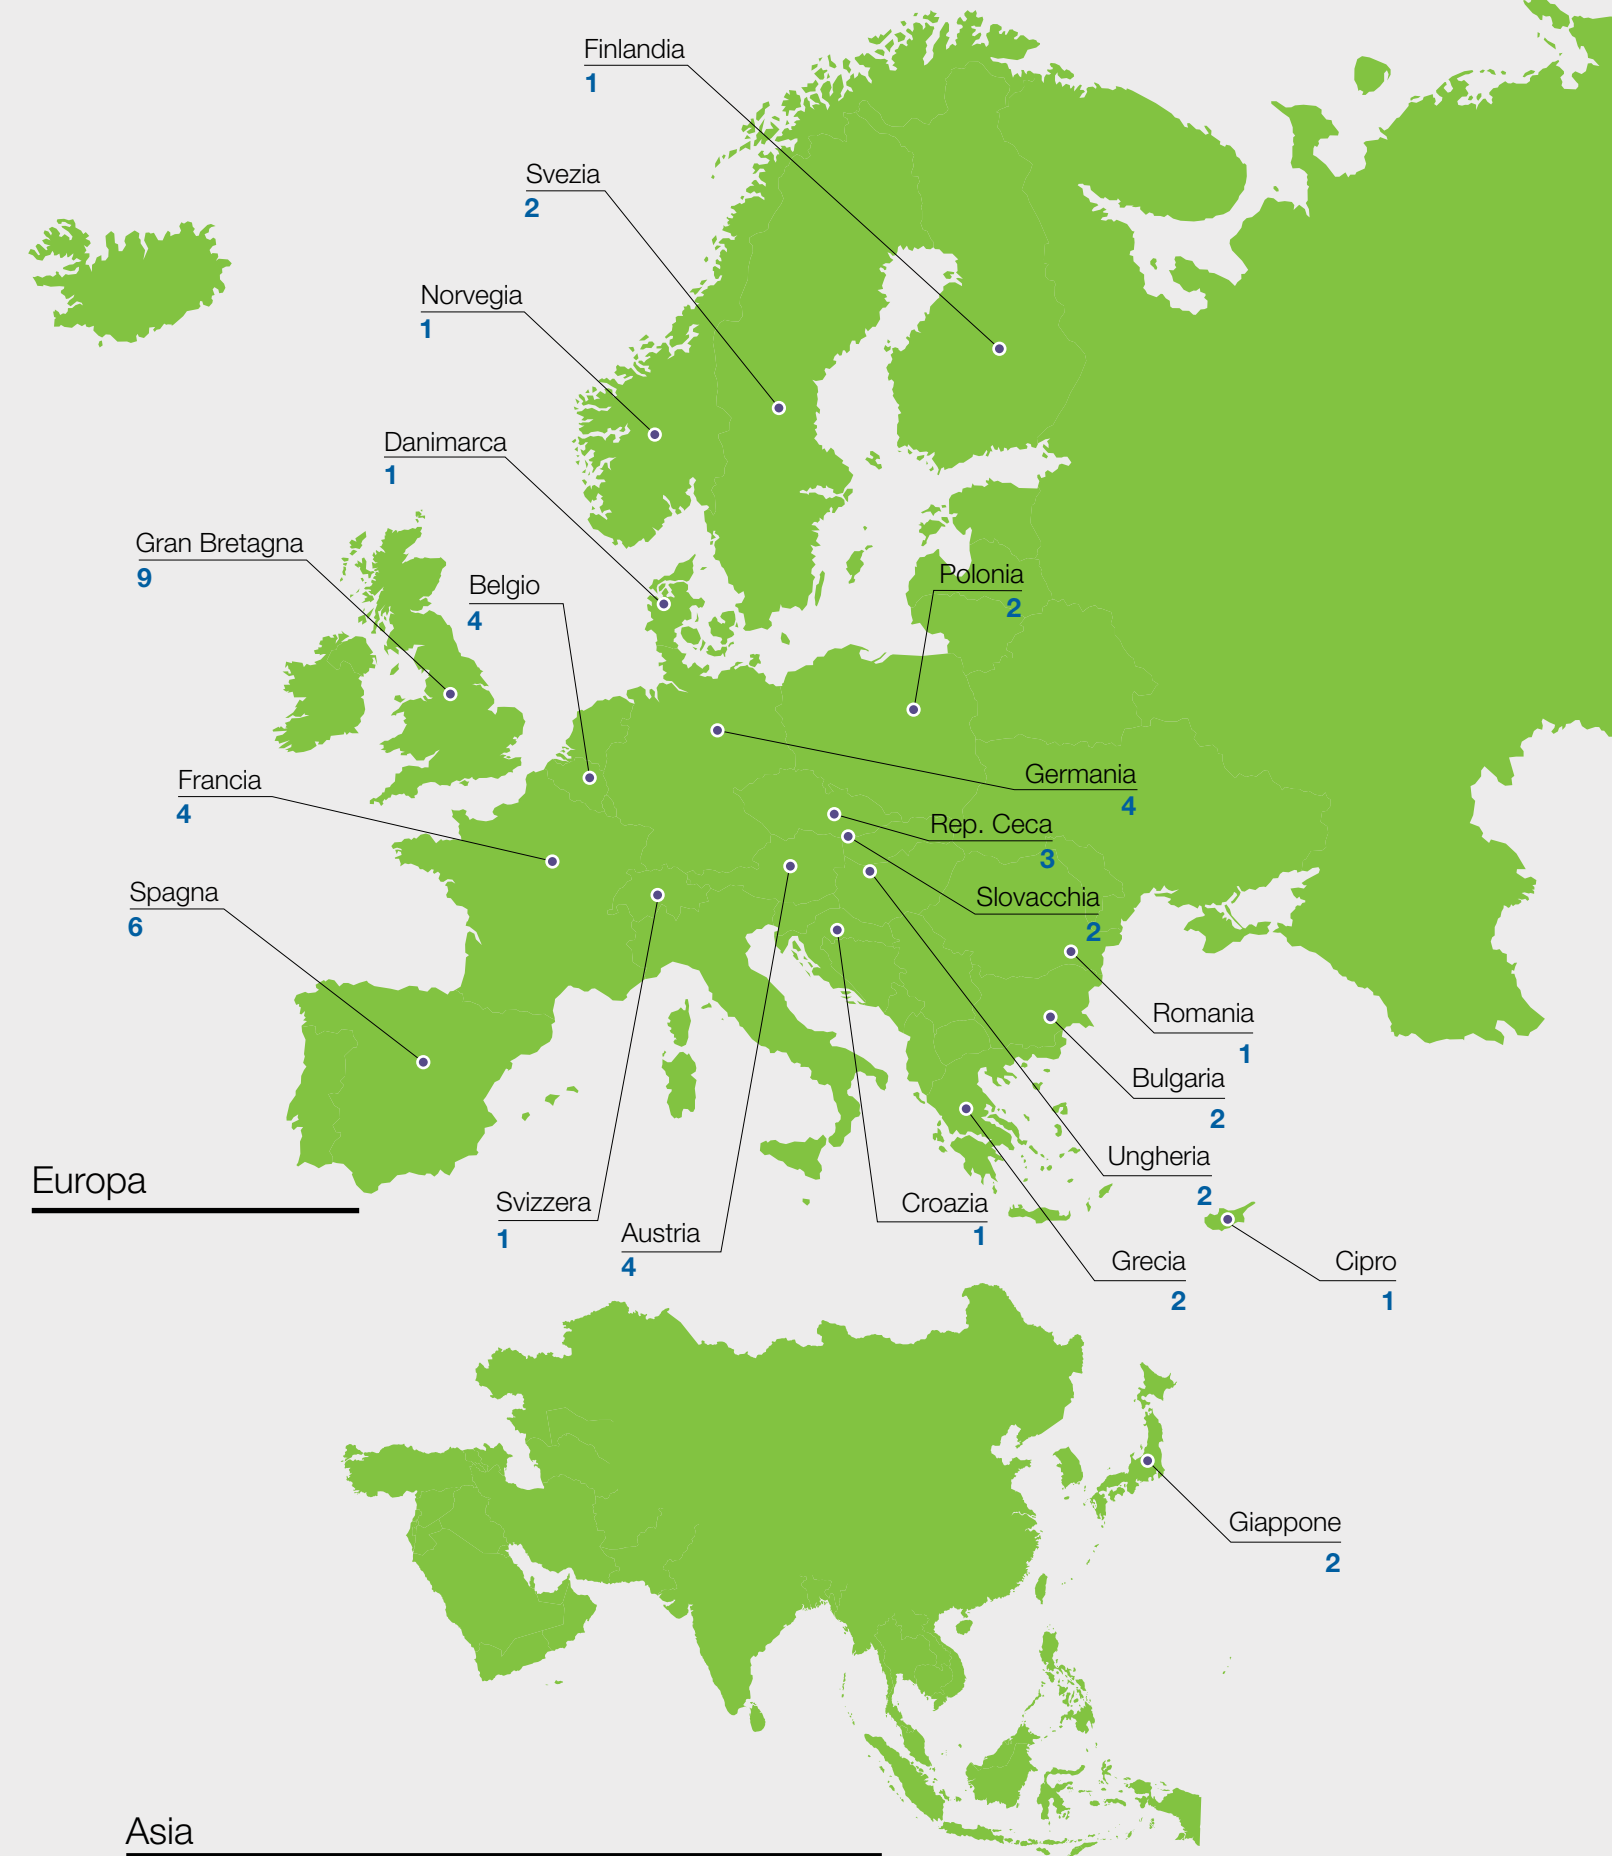 Finlandia
1
Svezia
2
Norvegia
1
Danimarca
1
Gran Bretagna
9
Belgio
4
Polonia
2
Francia
4
Germania
4
Rep. Ceca
3
Spagna
6
Slovacchia
2
Romania
1
Bulgaria
2
Ungheria
2
Europa
Svizzera
1
Austria
4
Croazia
1
Grecia
2
Cipro
1
Giappone
2
Asia